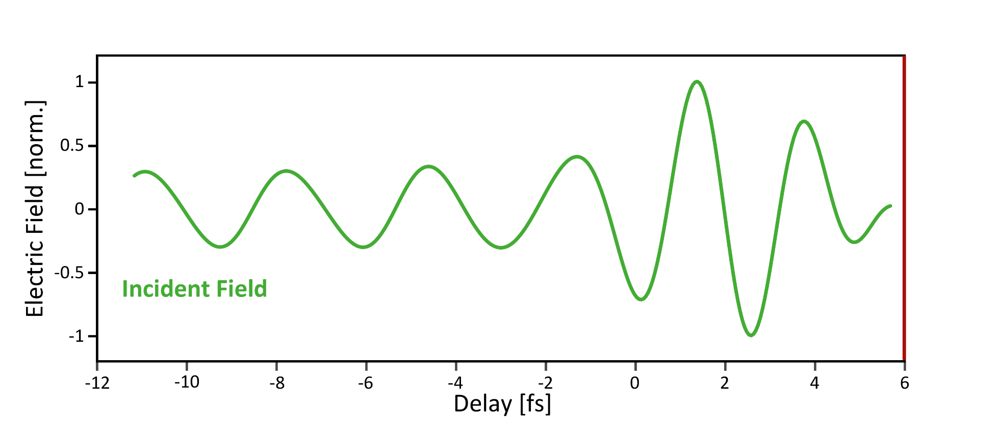 Electric Field [norm.]
1
0.5
0
-0.5
-1
Incident Field
-12 -10 -8 -6 -4 -2 0 2 4 6
Delay [fs]